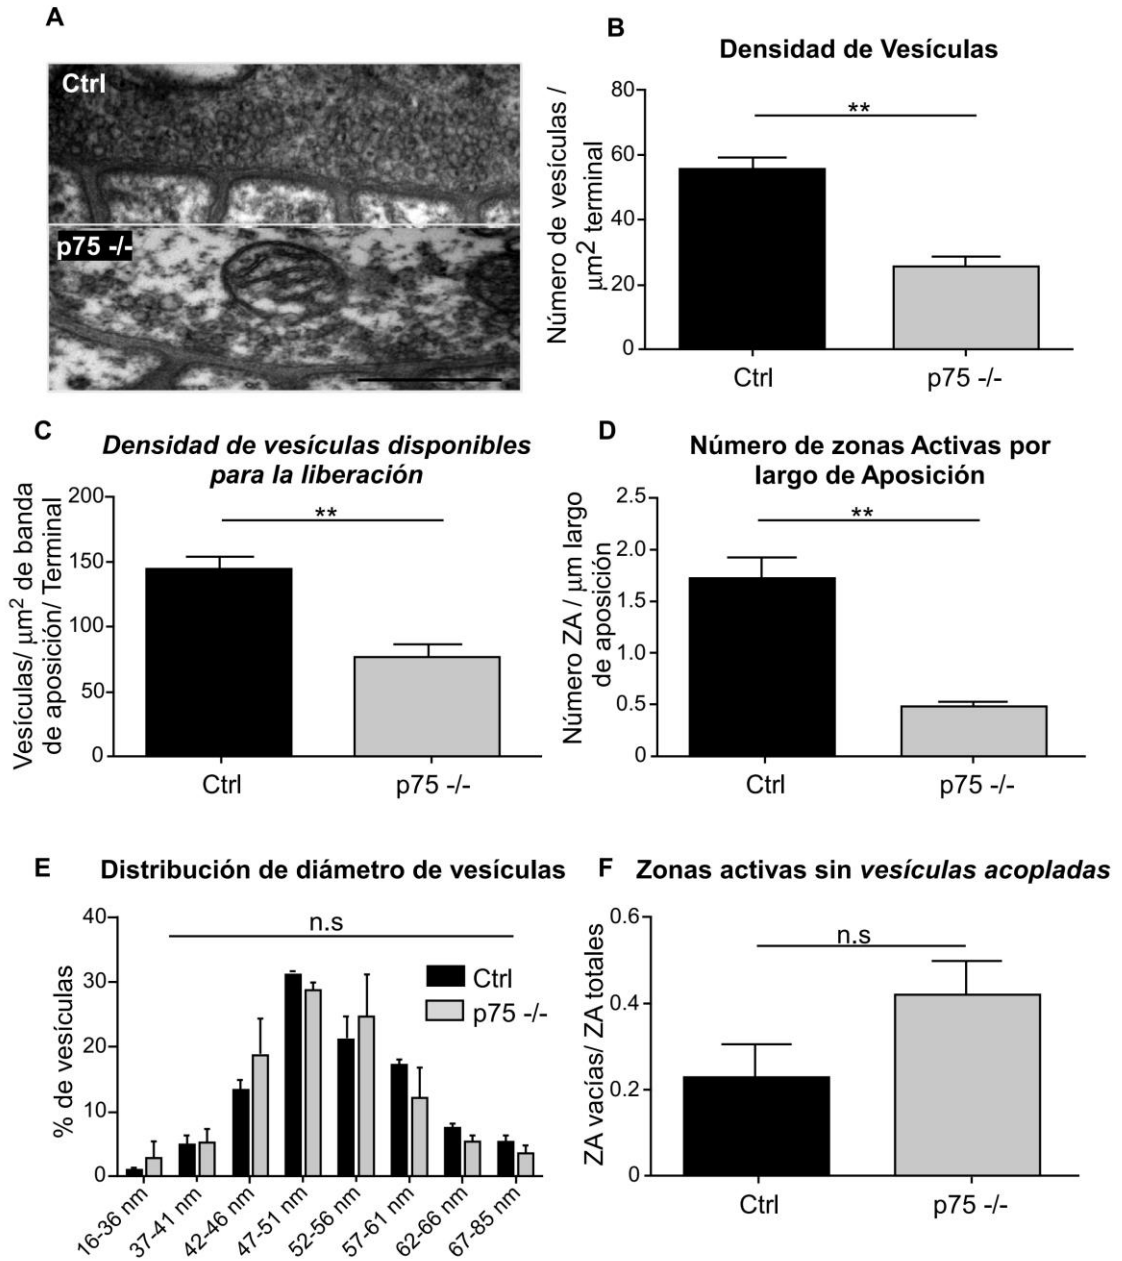 A
Ctrl
p75 -/-
B
Densidad de Vesículas
Número de vesículas /
μm2 terminal
80
60
40
20
0
**
Ctrl
p75 -/-
C
Densidad de vesículas disponibles
para la liberación
Vesículas/ μm2 de banda
de aposición/ Terminal
200
150
100
50
0
**
Ctrl
p75 -/-
D
Número de zonas Activas por
largo de Aposición
Número ZA / μm largo
de aposición
2.5
2.0
1.5
1.0
0.5
0
**
Ctrl
p75 -/-
E
Distribución de diámetro de vesículas
% de vesículas
40
30
20
10
0
n.s
Ctrl
p75 -/-
16-36 nm
37-41 nm
42-46 nm
47-51 nm
52-56 nm
57-61 nm
62-66 nm
67-85 nm
F
Zonas activas sin vesículas acopladas
ZA vacías/ ZA totales
0.6
0.4
0.2
0
n.s
Ctrl
p75 -/-